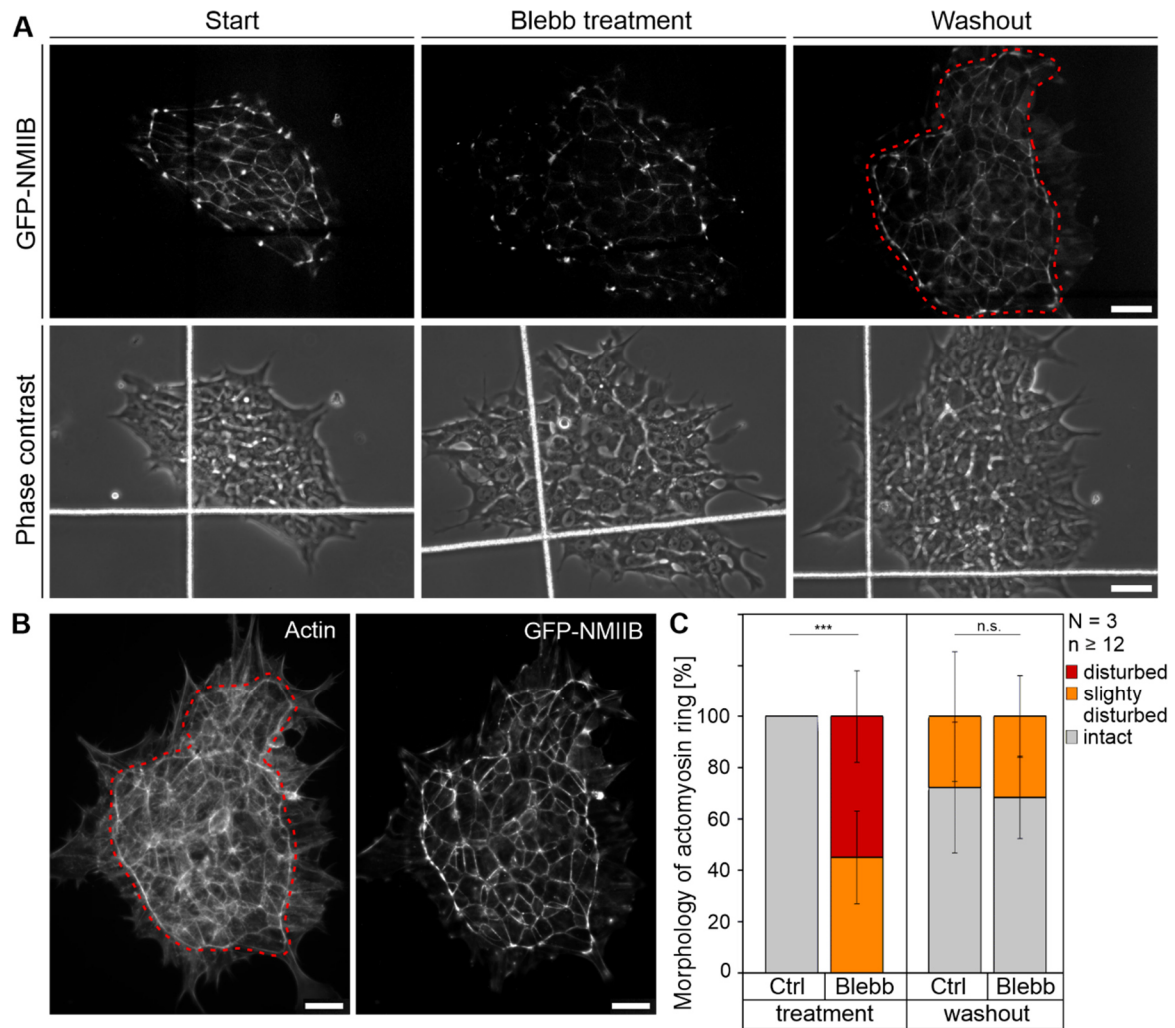 A
Start
Blebb treatment
Washout
GFP-NMIIB
Phase contrast
B
Actin
GFP-NMIIB
C
Morphology of actomyosin ring [%]
100
80
60
40
20
0
***
n.s.
N = 3
n ≥ 12
disturbed
slighty
disturbed
intact
Ctrl
Blebb
Ctrl
Blebb
treatment
washout